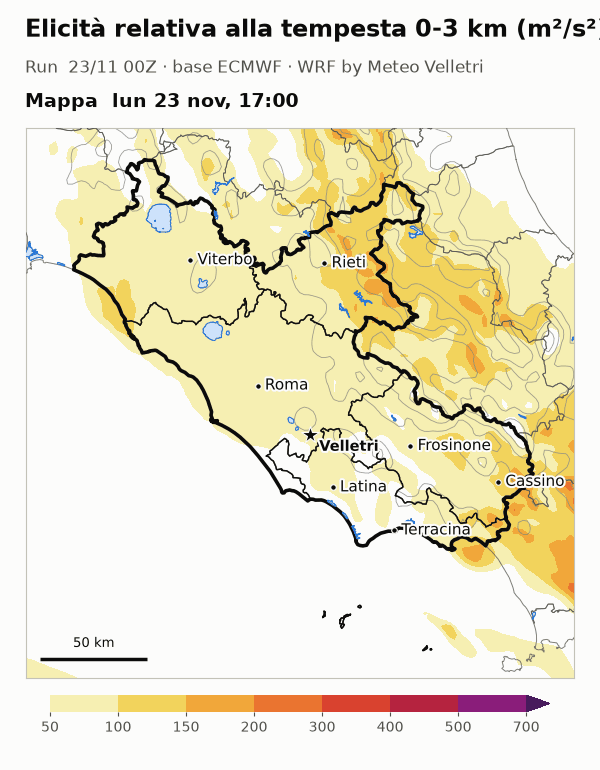 Elicità relativa alla tempesta 0-3 km (m²/s²)
Run 23/11 00Z · base ECMWF · WRF by Meteo Velletri
Mappa lun 23 nov, 17:00
Viterbo
Rieti
Roma
Velletri
Frosinone
Latina
Cassino
Terracina
50 km
50 100 150 200 300 400 500 700